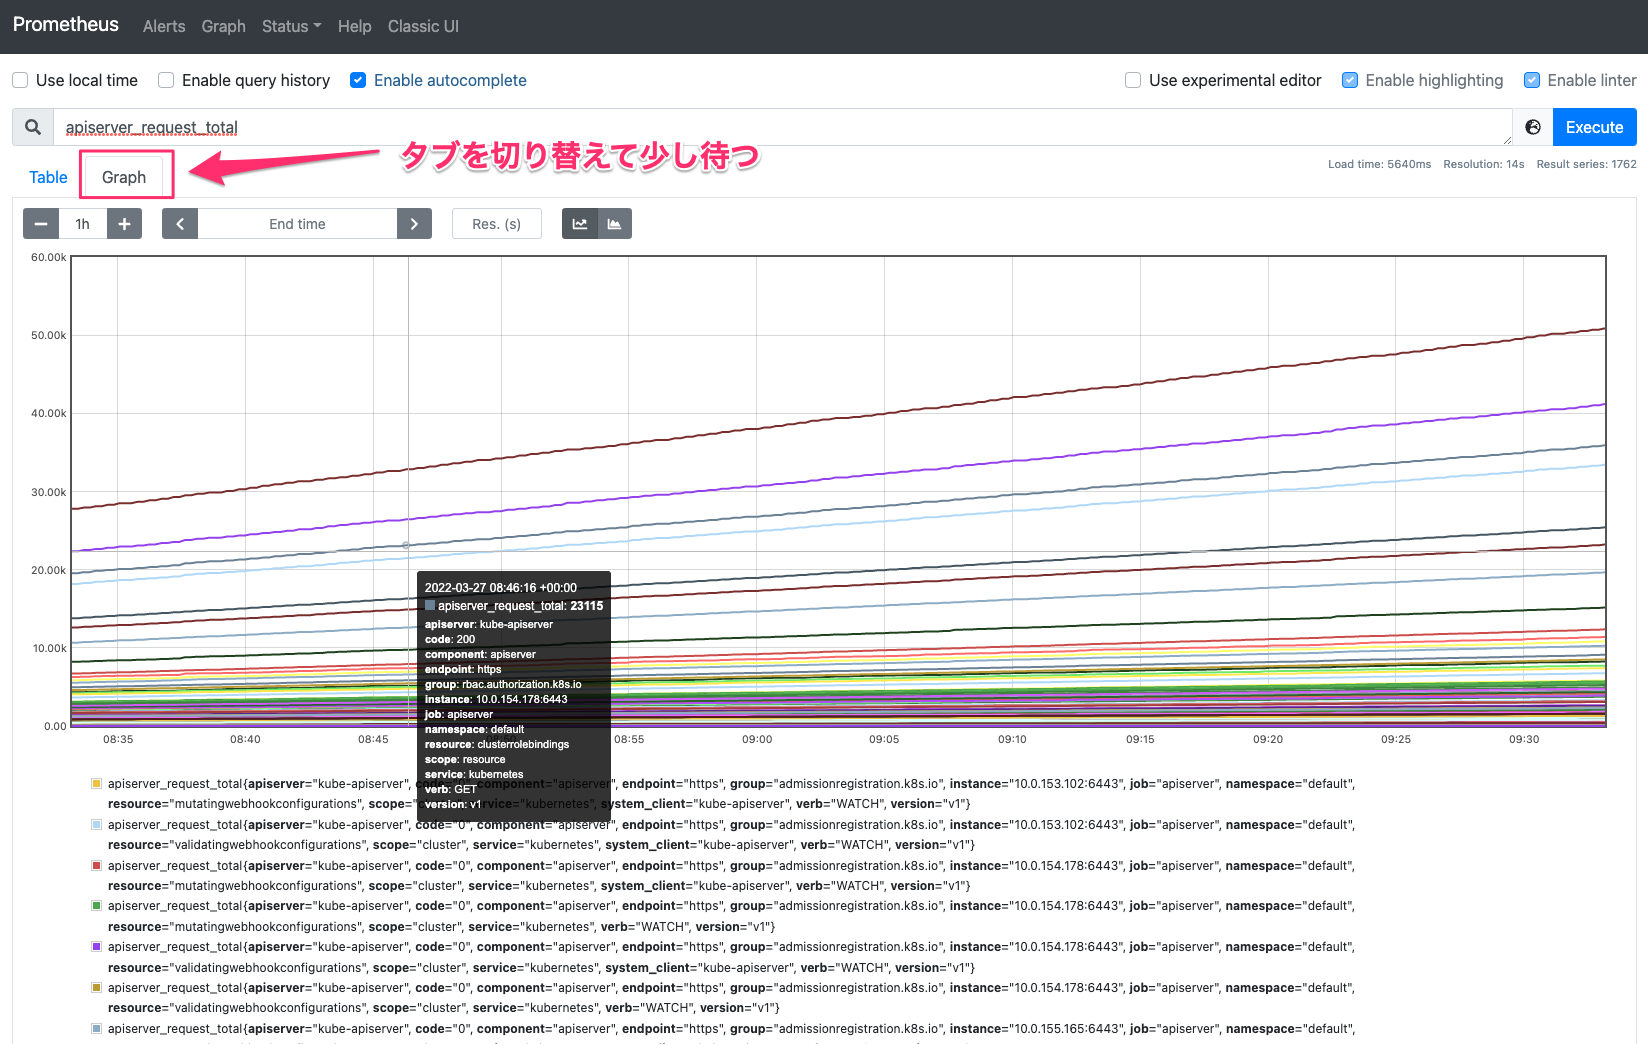 Prometheus Alerts Graph Status Help Classic UI
Use local time Enable query history Enable autocomplete Use experimental editor Enable highlighting Enable linter
apiserver_request_total Execute
タブを切り替えて少し待つ
Load time: 5640ms Resolution: 14s Result series: 1762
Table Graph
1h End time Res. (s)
60.00k
50.00k
40.00k
30.00k
20.00k
10.00k
0.00
2022-03-27 08:46:16 +00:00
apiserver_request_total: 23115
apiserver: kube-apiserver
code: 200
component: apiserver
endpoint: https
group: rbac.authorization.k8s.io
instance: 10.0.154.178:6443
job: apiserver
namespace: default
resource: clusterrolebindings
scope: resource
service: kubernetes
verb: GET
version: v1
08:35 08:40 08:45 08:55 09:00 09:05 09:10 09:15 09:20 09:25 09:30
apiserver_request_total{apiserver="kube-apiserver", code="0", component="apiserver", endpoint="https", group="admissionregistration.k8s.io", instance="10.0.153.102:6443", job="apiserver", namespace="default",
resource="mutatingwebhookconfigurations", scope="cluster", service="kubernetes", system_client="kube-apiserver", verb="WATCH", version="v1"}
apiserver_request_total{apiserver="kube-apiserver", code="0", component="apiserver", endpoint="https", group="admissionregistration.k8s.io", instance="10.0.153.102:6443", job="apiserver", namespace="default",
resource="validatingwebhookconfigurations", scope="cluster", service="kubernetes", system_client="kube-apiserver", verb="WATCH", version="v1"}
apiserver_request_total{apiserver="kube-apiserver", code="0", component="apiserver", endpoint="https", group="admissionregistration.k8s.io", instance="10.0.154.178:6443", job="apiserver", namespace="default",
resource="mutatingwebhookconfigurations", scope="cluster", service="kubernetes", system_client="kube-apiserver", verb="WATCH", version="v1"}
apiserver_request_total{apiserver="kube-apiserver", code="0", component="apiserver", endpoint="https", group="admissionregistration.k8s.io", instance="10.0.154.178:6443", job="apiserver", namespace="default",
resource="mutatingwebhookconfigurations", scope="cluster", service="kubernetes", verb="WATCH", version="v1"}
apiserver_request_total{apiserver="kube-apiserver", code="0", component="apiserver", endpoint="https", group="admissionregistration.k8s.io", instance="10.0.154.178:6443", job="apiserver", namespace="default",
resource="validatingwebhookconfigurations", scope="cluster", service="kubernetes", system_client="kube-apiserver", verb="WATCH", version="v1"}
apiserver_request_total{apiserver="kube-apiserver", code="0", component="apiserver", endpoint="https", group="admissionregistration.k8s.io", instance="10.0.154.178:6443", job="apiserver", namespace="default",
resource="validatingwebhookconfigurations", scope="cluster", service="kubernetes", verb="WATCH", version="v1"}
apiserver_request_total{apiserver="kube-apiserver", code="0", component="apiserver", endpoint="https", group="admissionregistration.k8s.io", instance="10.0.155.165:6443", job="apiserver", namespace="default",